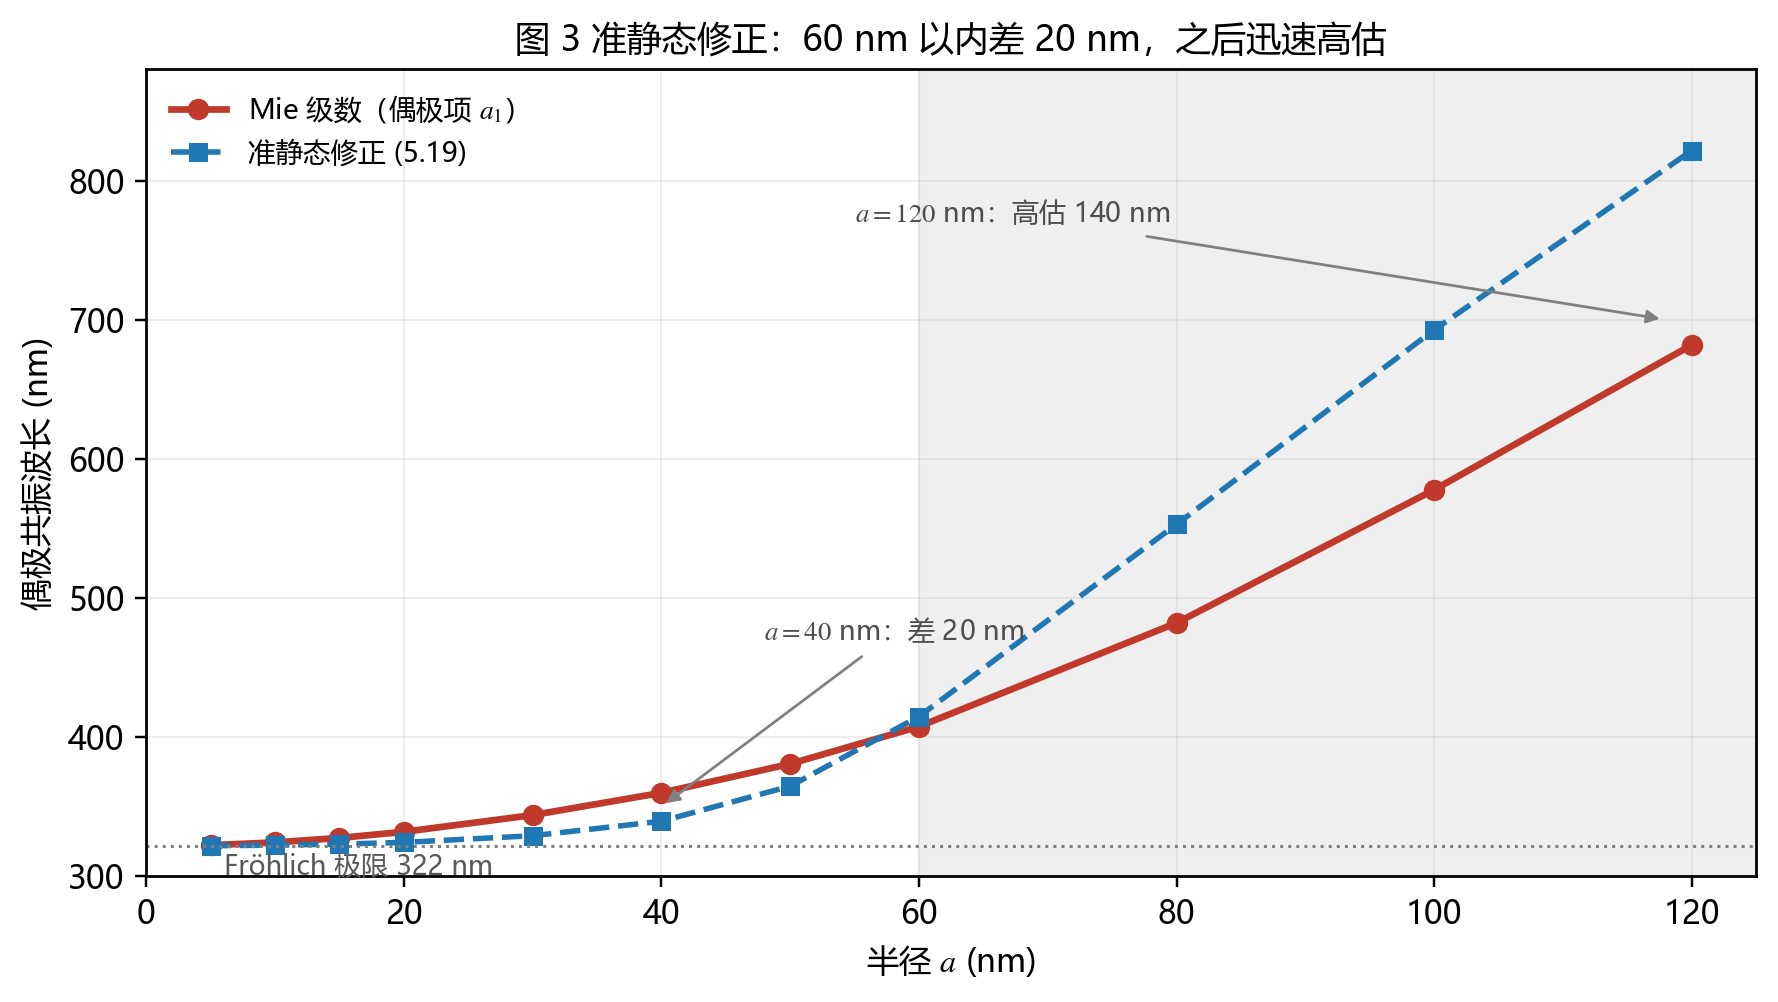 图 3 准静态修正：60 nm 以内差 20 nm，之后迅速高估
Mie 级数（偶极项 a₁）
准静态修正 (5.19)
a = 120 nm：高估 140 nm
a = 40 nm：差 20 nm
Fröhlich 极限 322 nm
偶极共振波长 (nm)
800
700
600
500
400
300
0 20 40 60 80 100 120
半径 a (nm)